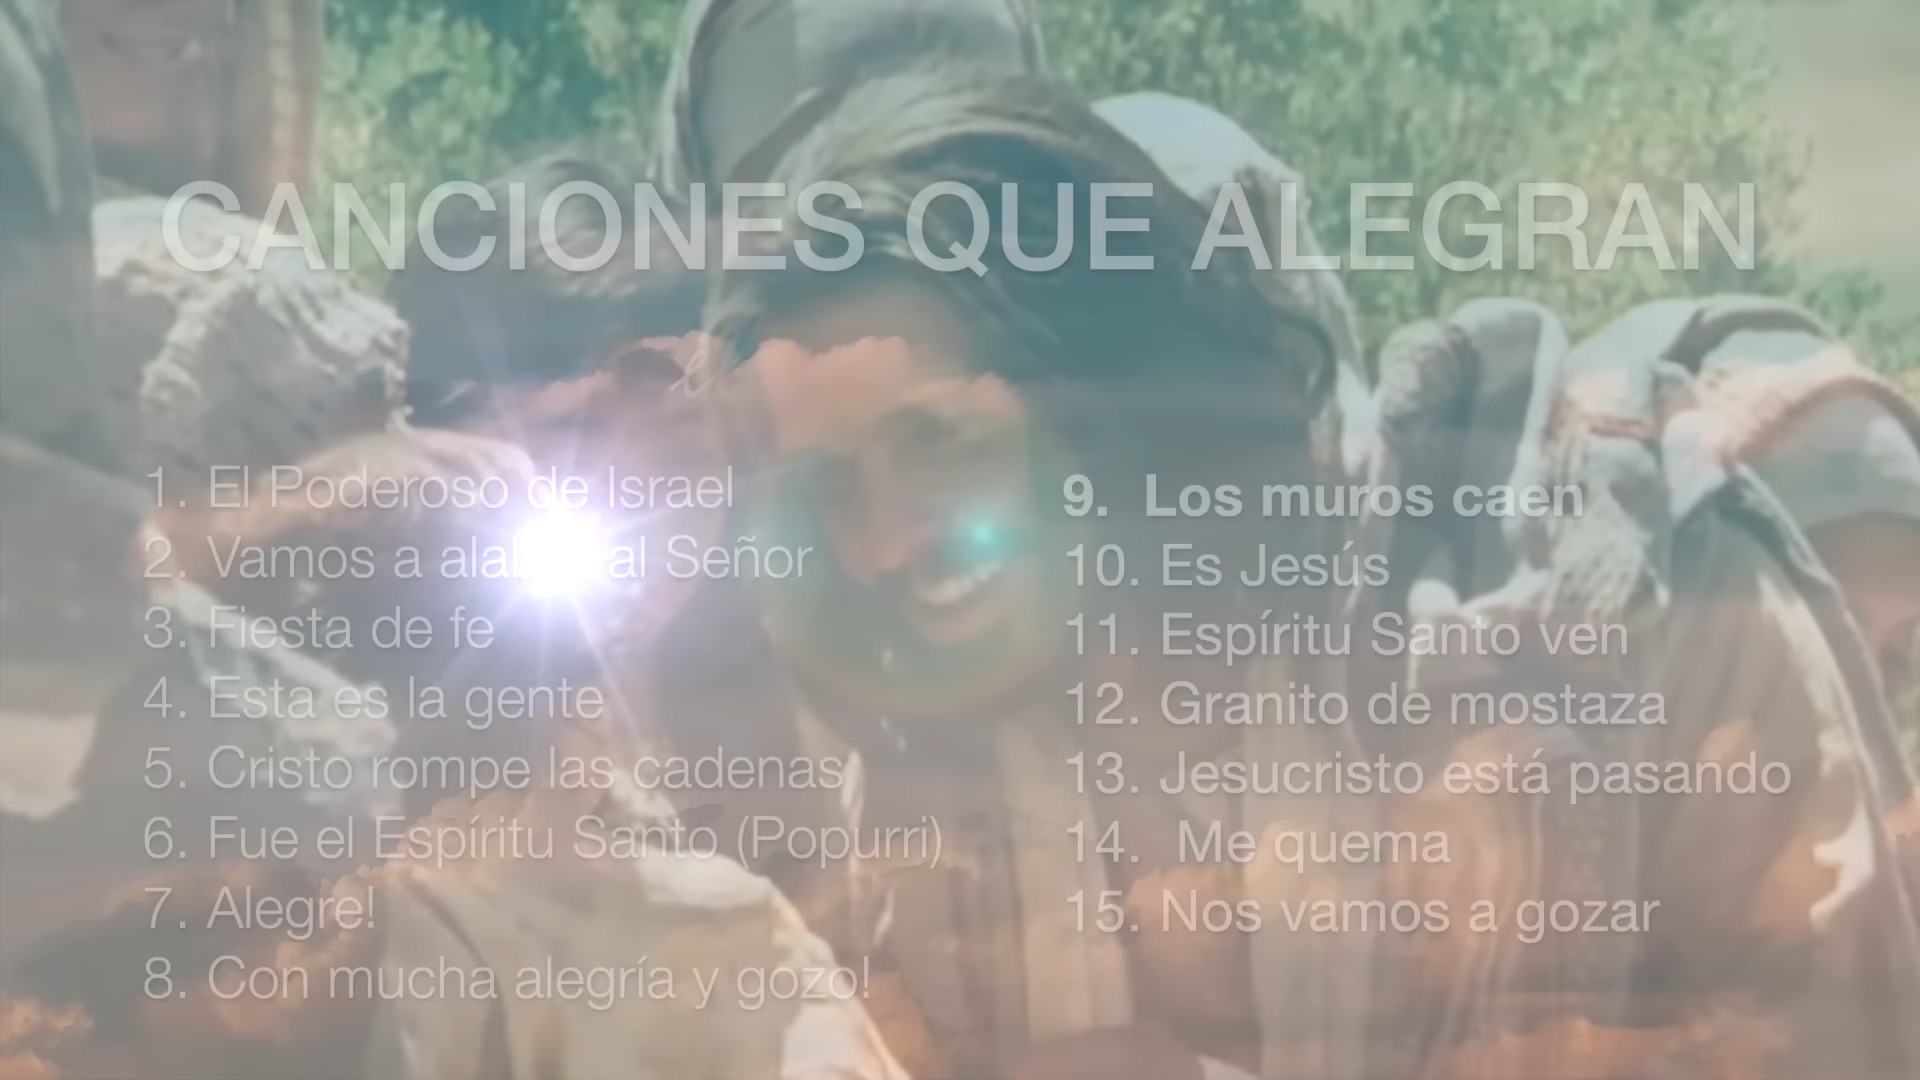 CANCIONES QUE ALEGRAN
1. El Poderoso de Israel
2. Vamos a alabar al Señor
3. Fiesta de fe
4. Esta es la gente
5. Cristo rompe las cadenas
6. Fue el Espíritu Santo (Popurri)
7. Alegre!
8. Con mucha alegría y gozo!
9. Los muros caen
10. Es Jesús
11. Espíritu Santo ven
12. Granito de mostaza
13. Jesucristo está pasando
14. Me quema
15. Nos vamos a gozar